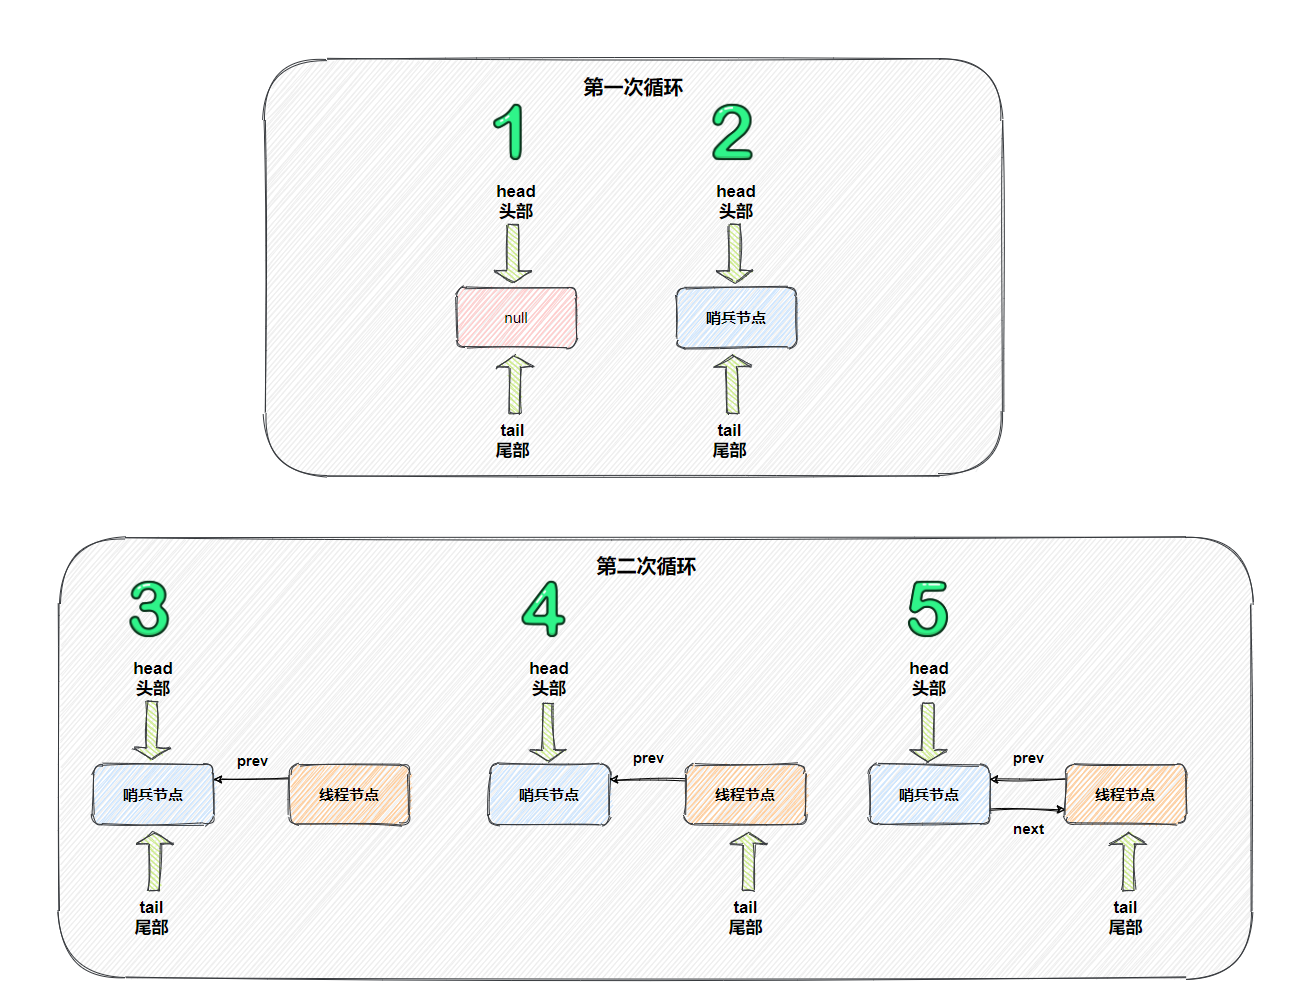 第一次循环
1
2
head
头部
head
头部
null
哨兵节点
tail
尾部
tail
尾部
第二次循环
3
4
5
head
头部
head
头部
head
头部
prev
prev
prev
哨兵节点
线程节点
哨兵节点
线程节点
哨兵节点
线程节点
next
tail
尾部
tail
尾部
tail
尾部